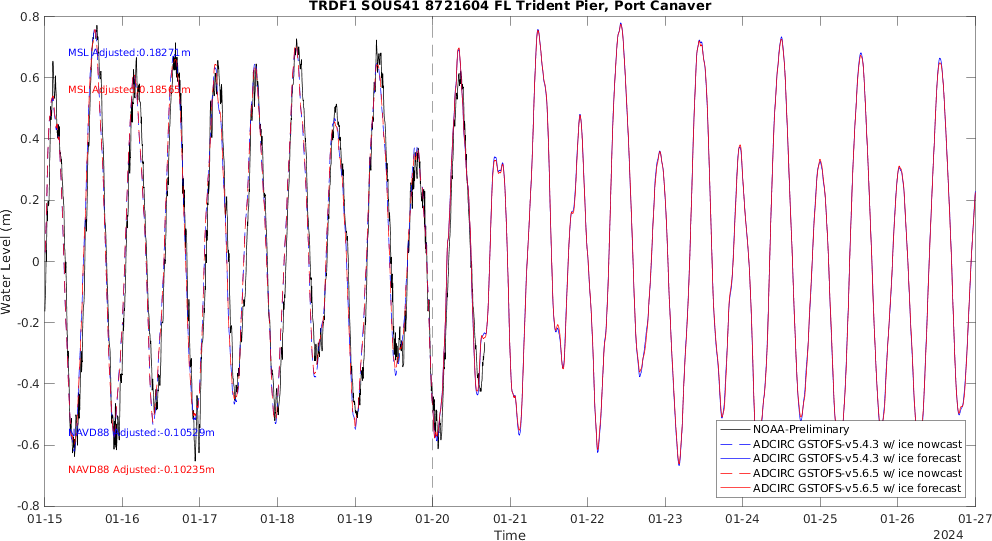 TRDF1 SOUS41 8721604 FL Trident Pier, Port Canaver
Water Level (m)
0.8
0.6
0.4
0.2
0
-0.2
-0.4
-0.6
-0.8
MSL Adjusted:0.18271m
MSL Adjusted:0.18565m
NAVD88 Adjusted:-0.10529m
NAVD88 Adjusted:-0.10235m
NOAA-Preliminary
ADCIRC GSTOFS-v5.4.3 w/ ice nowcast
ADCIRC GSTOFS-v5.4.3 w/ ice forecast
ADCIRC GSTOFS-v5.6.5 w/ ice nowcast
ADCIRC GSTOFS-v5.6.5 w/ ice forecast
01-15 01-16 01-17 01-18 01-19 01-20 01-21 01-22 01-23 01-24 01-25 01-26 01-27
Time
2024